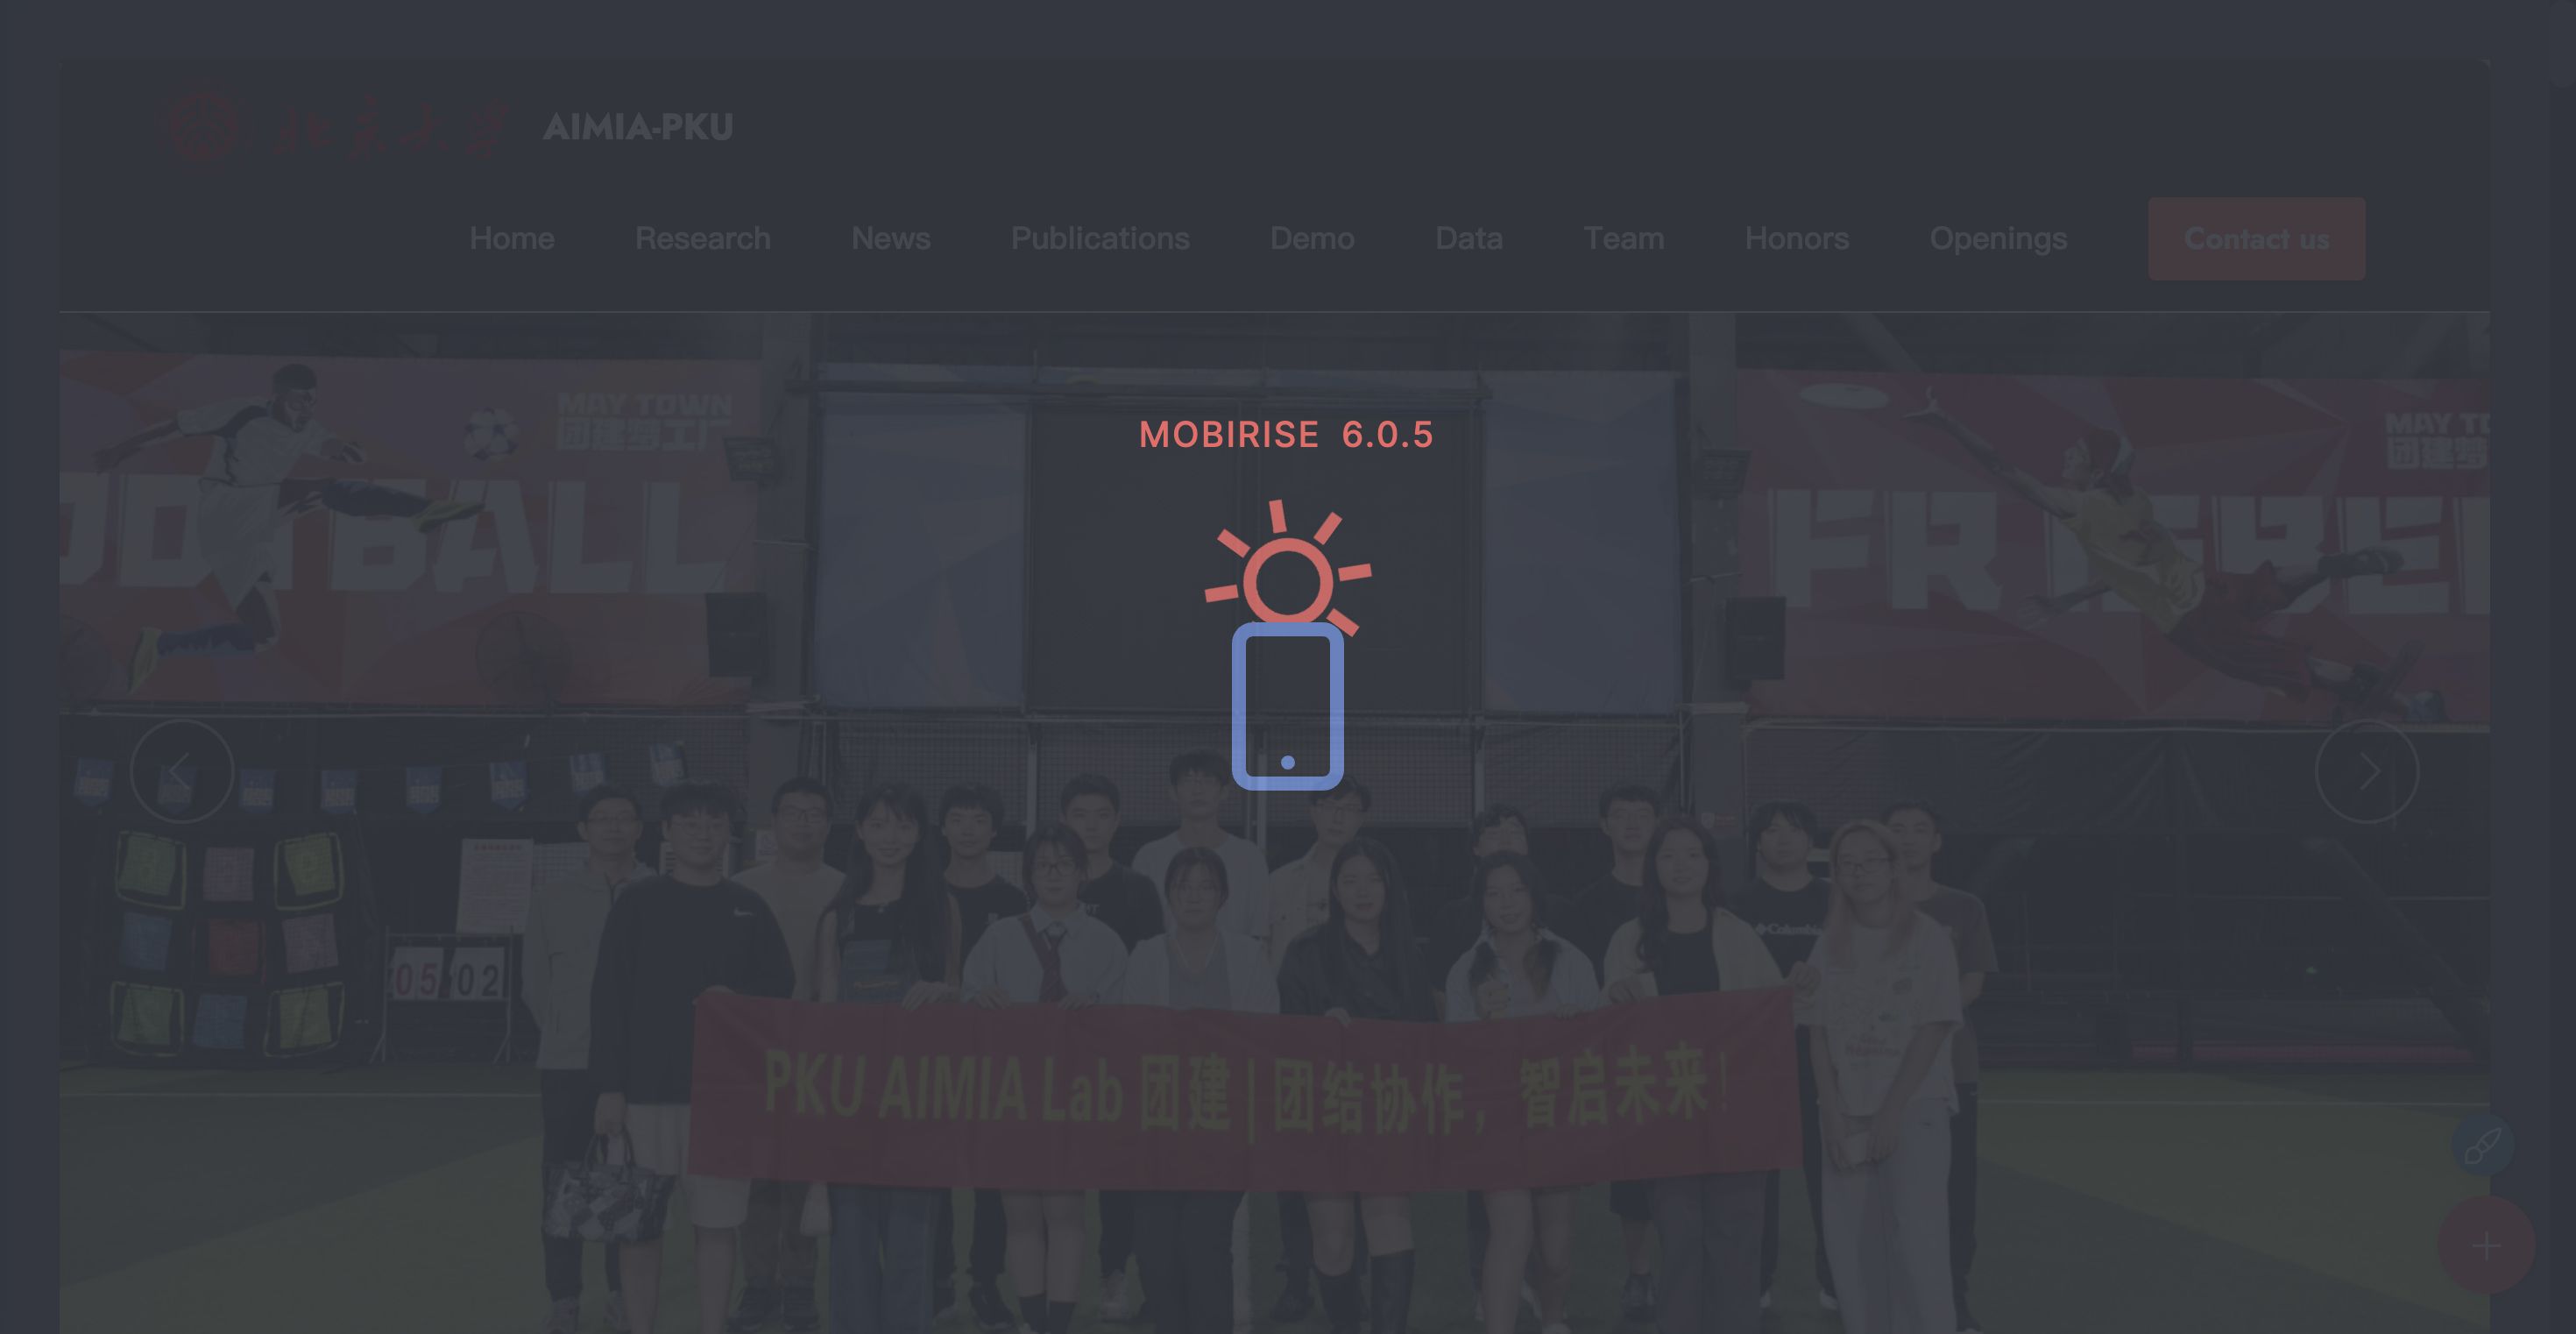 北京大学 AIMIA-PKU
Home Research News Publications Demo Data Team Honors Openings Contact us
MAY TOWN
团建梦工厂
MAY TO
团建梦
MOBIRISE 6.0.5
OOTBALL
FRISBEE
05 02
Columbia
PKU AIMIA Lab 团建 | 团结协作，智启未来！